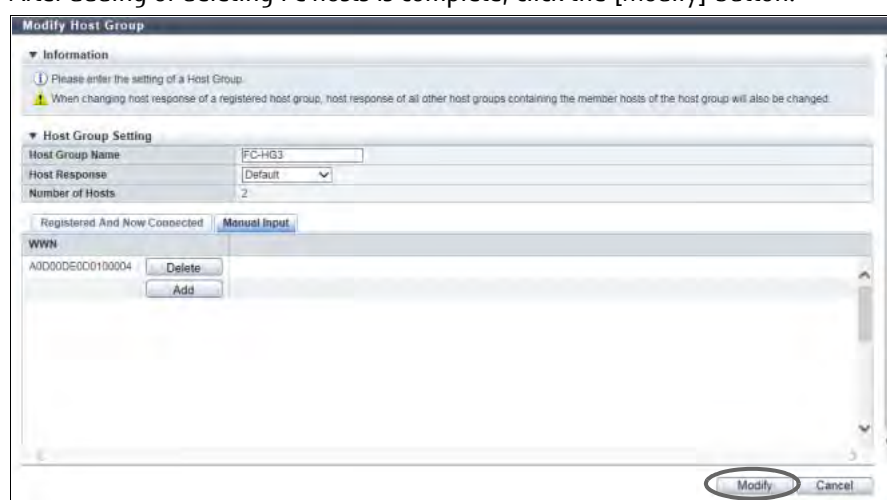 After adding or deleting FC hosts is complete, click the [Modify] button.
Modify Host Group
Information
Please enter the setting of a Host Group.
When changing host response of a registered host group, host response of all other host groups containing the member hosts of the host group will also be changed.
Host Group Setting
Host Group Name FC-HG3
Host Response Default
Number of Hosts 2
Registered And Now Connected Manual Input
WWN
A0D00DE0D0100004 Delete
Add
Modify Cancel